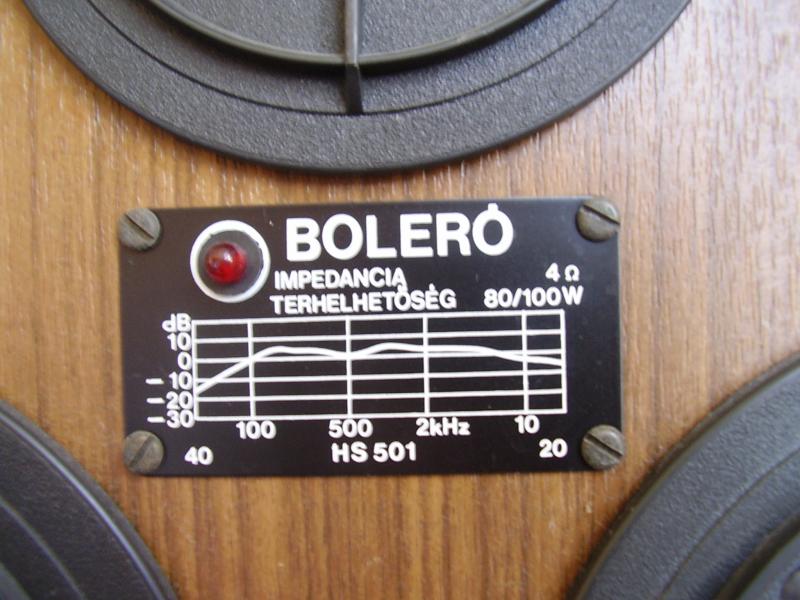 BOLERÓ
IMPEDANCIA 4 Ω
TERHELHETŐSÉG 80/100W
dB
10
0
-10
-20
-30
100 500 2kHz 10
40 HS 501 20